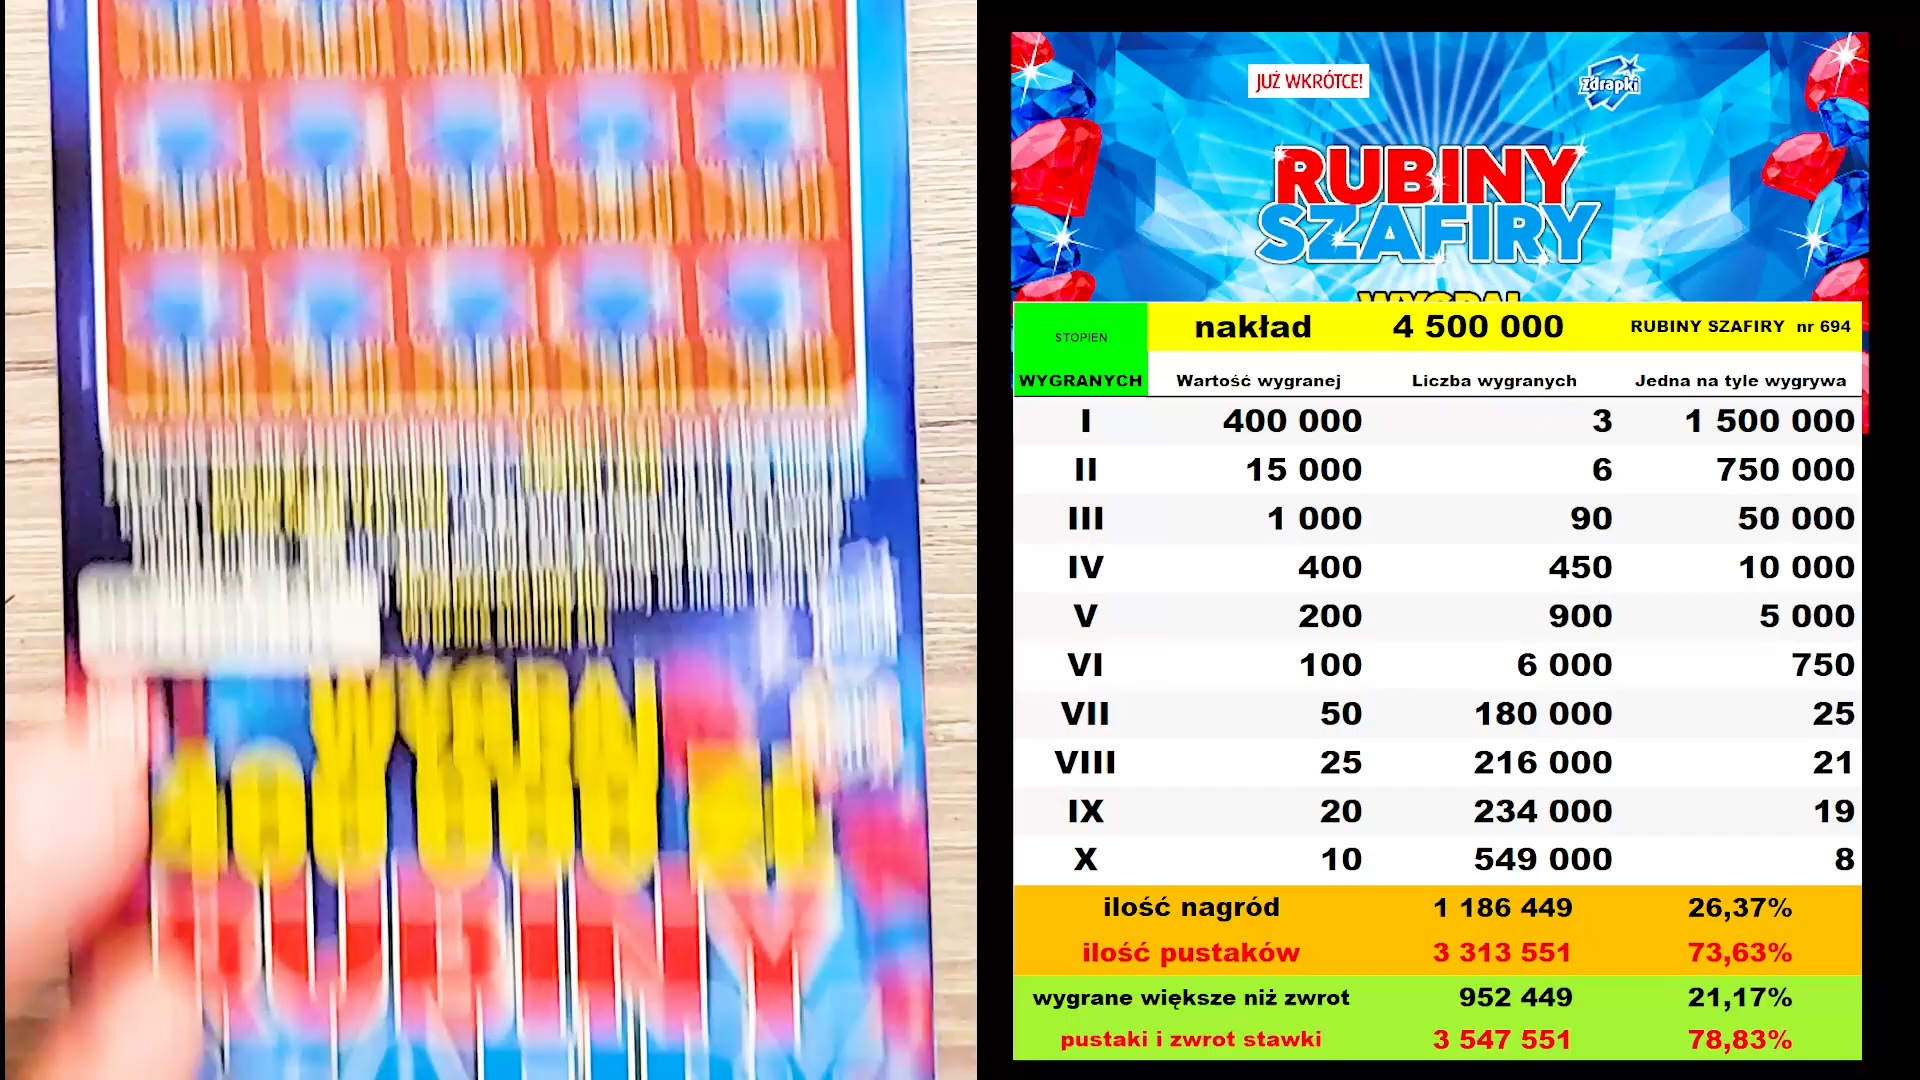 JUŻ WKRÓTCE!
Zdrapki
RUBINY
SZAFIRY
WYGRAJ
STOPIEŃ WYGRANYCH
nakład 4 500 000 RUBINY SZAFIRY nr 694
Wartość wygranej Liczba wygranych Jedna na tyle wygrywa
I 400 000 3 1 500 000
II 15 000 6 750 000
III 1 000 90 50 000
IV 400 450 10 000
V 200 900 5 000
VI 100 6 000 750
VII 50 180 000 25
VIII 25 216 000 21
IX 20 234 000 19
X 10 549 000 8
ilość nagród 1 186 449 26,37%
ilość pustaków 3 313 551 73,63%
wygrane większe niż zwrot 952 449 21,17%
pustaki i zwrot stawki 3 547 551 78,83%